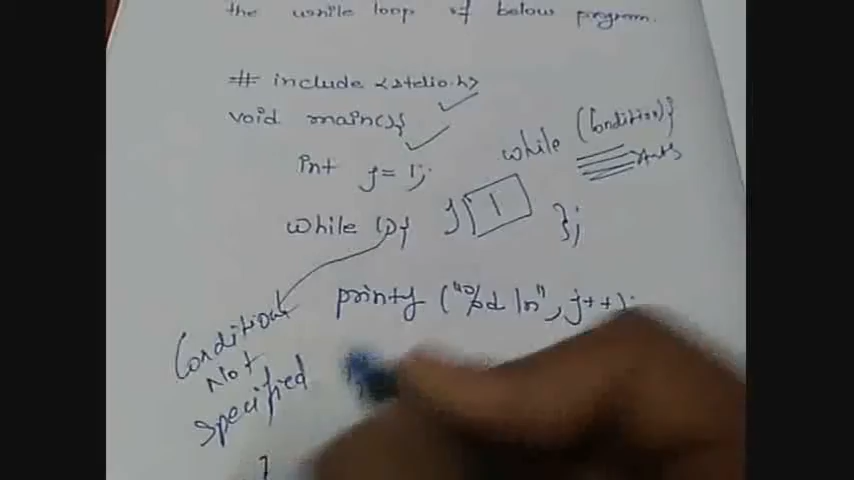 the while loop of below program.
# include <stdio.h>
void main(){
int j= 1;
while (Condition){
while (){
j 1
};
printf ("%d \n", j++);
Condition
Not
specified
}